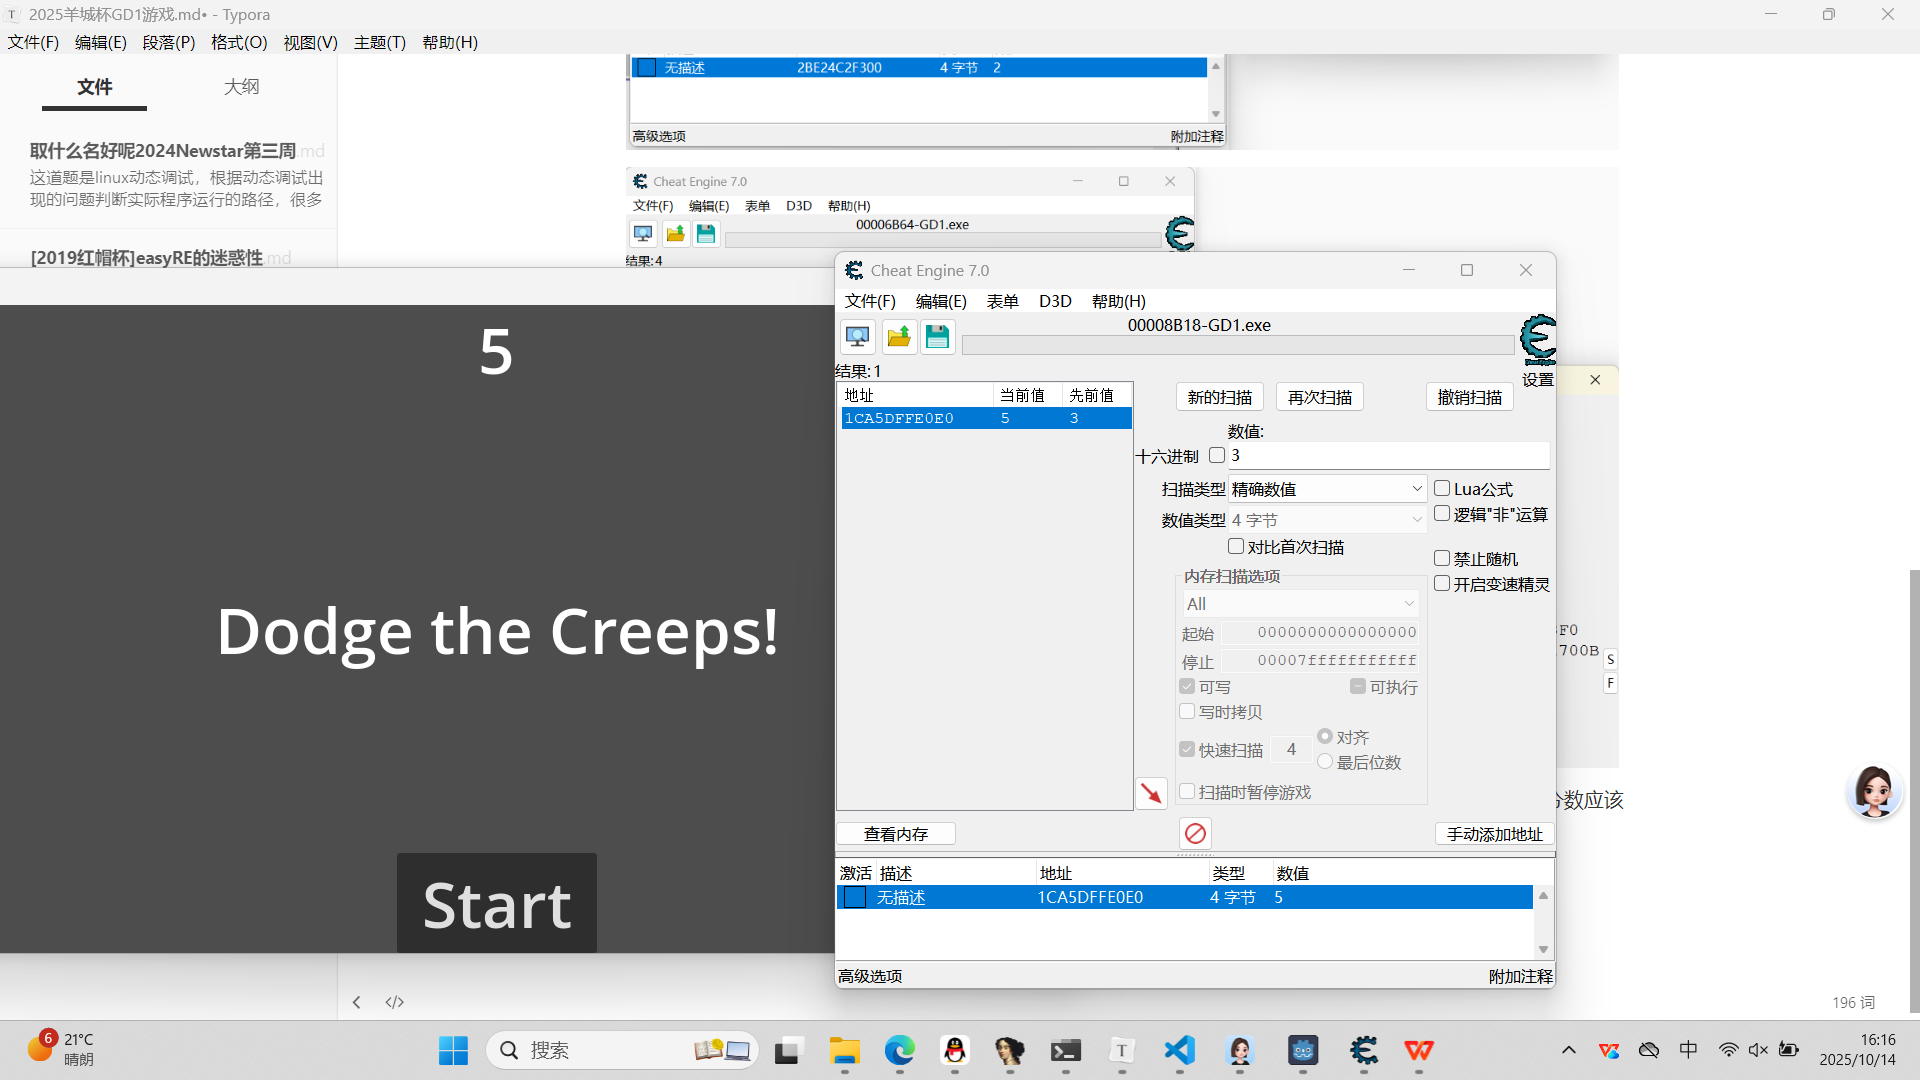 2025羊城杯GD1游戏.md• - Typora
文件(F) 编辑(E) 段落(P) 格式(O) 视图(V) 主题(T) 帮助(H)
文件 大纲
取什么名好呢2024Newstar第三周.md
这道题是linux动态调试，根据动态调试出
现的问题判断实际程序运行的路径，很多
[2019红帽杯]easyRE的迷惑性.md
无描述 2BE24C2F300 4 字节 2
高级选项 附加注释
Cheat Engine 7.0
文件(F) 编辑(E) 表单 D3D 帮助(H)
00006B64-GD1.exe
结果:4
5
Dodge the Creeps!
Start
Cheat Engine 7.0
文件(F) 编辑(E) 表单 D3D 帮助(H)
00008B18-GD1.exe
结果:1
设置
地址 当前值 先前值
1CA5DFFE0E0 5 3
新的扫描 再次扫描 撤销扫描
数值:
十六进制 3
扫描类型 精确数值 Lua公式
数值类型 4 字节 逻辑"非"运算
对比首次扫描
禁止随机
内存扫描选项
开启变速精灵
All
起始 0000000000000000
停止 00007fffffffffff
可写 可执行
写时拷贝
快速扫描 4 对齐
最后位数
扫描时暂停游戏
查看内存 手动添加地址
激活 描述 地址 类型 数值
无描述 1CA5DFFE0E0 4 字节 5
高级选项 附加注释
F0
700B
S
F
数应该
196 词
6
21°C
晴朗
搜索
中
16:16
2025/10/14